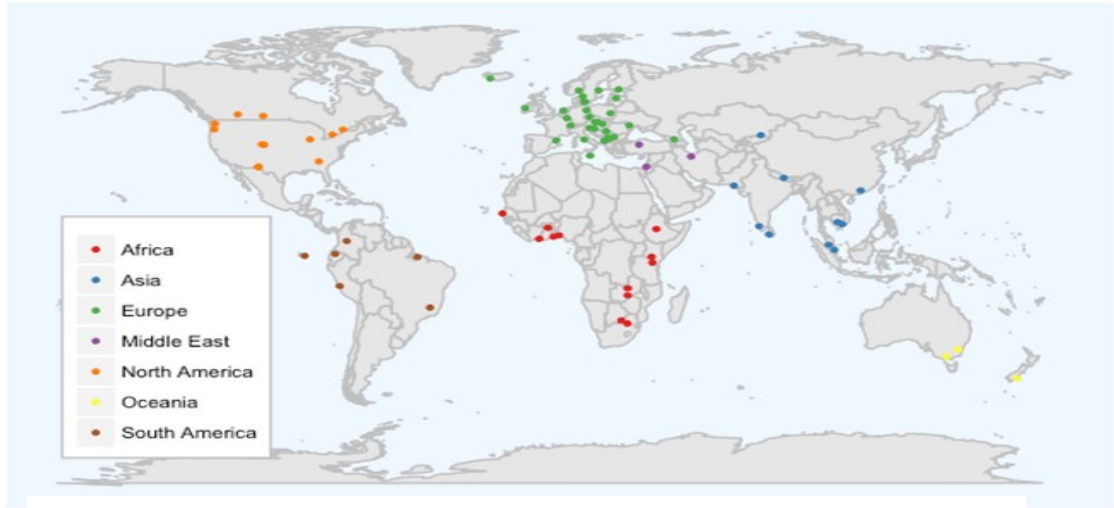 Africa
Asia
Europe
Middle East
North America
Oceania
South America